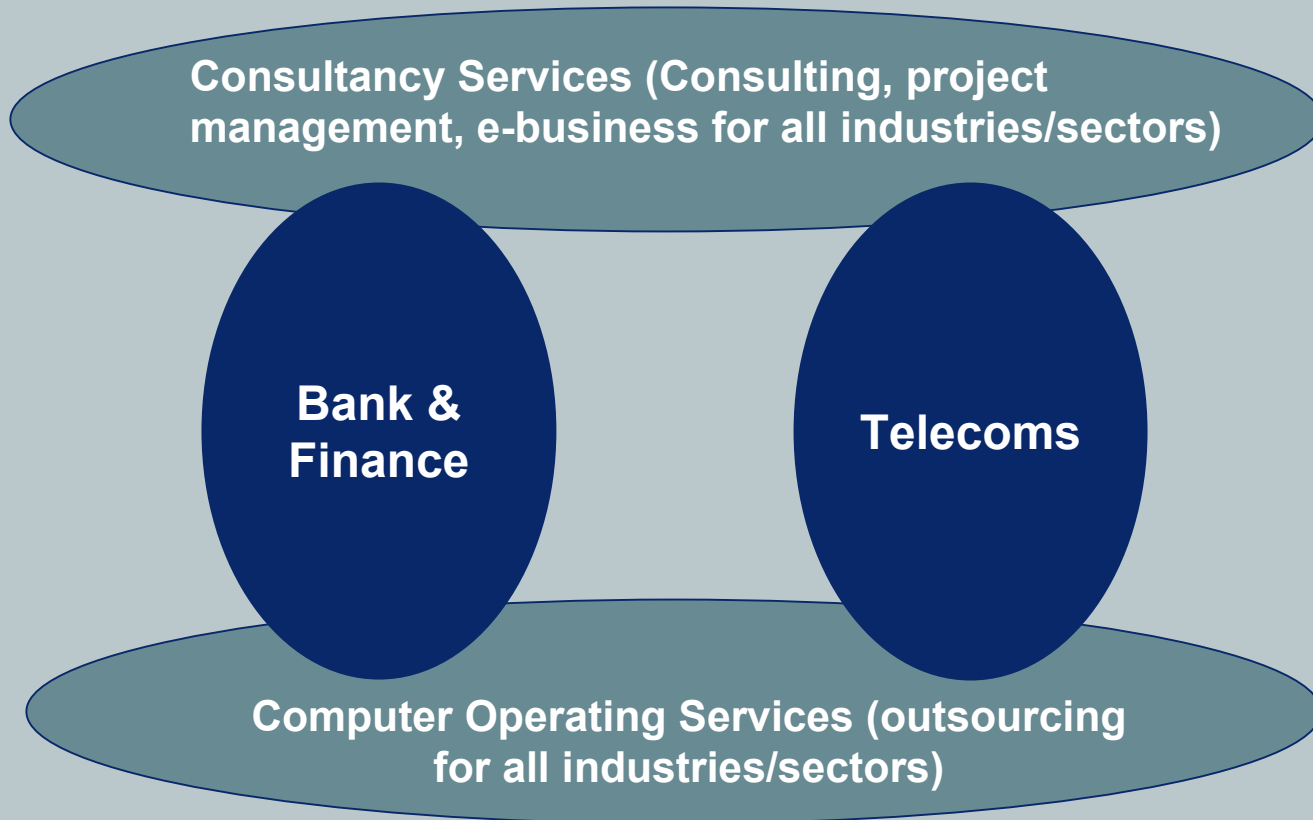 Consultancy Services (Consulting, project
management, e-business for all industries/sectors)
Bank &
Finance
Telecoms
Computer Operating Services (outsourcing
for all industries/sectors)